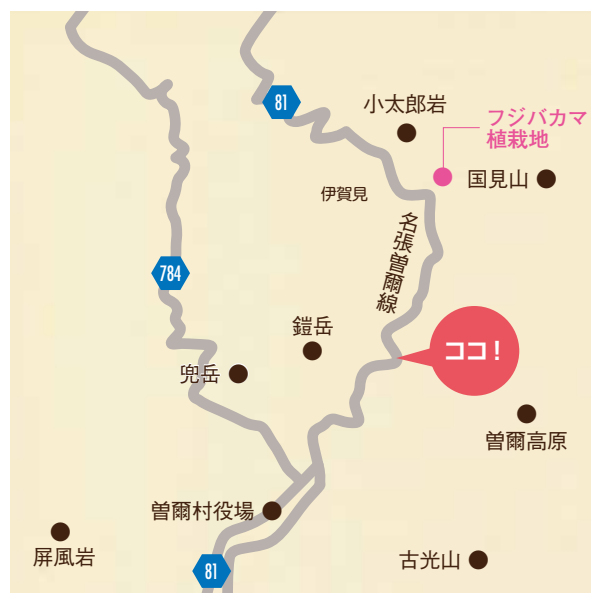 81
小太郎岩
フジバカマ
植栽地
国見山
伊賀見
名張曽爾線
784
鎧岳
ココ！
兜岳
曽爾高原
曽爾村役場
屏風岩
古光山
81